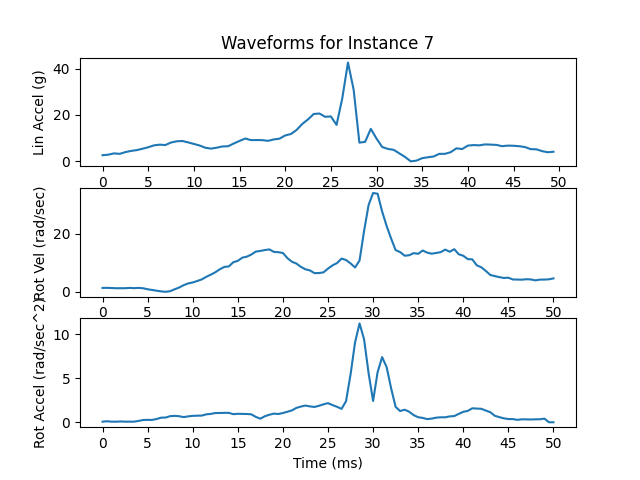 Waveforms for Instance 7
Lin Accel (g)
40
20
0
0 5 10 15 20 25 30 35 40 45 50
Rot Vel (rad/sec)
20
0
0 5 10 15 20 25 30 35 40 45 50
Rot Accel (rad/sec^2)
10
5
0
0 5 10 15 20 25 30 35 40 45 50
Time (ms)